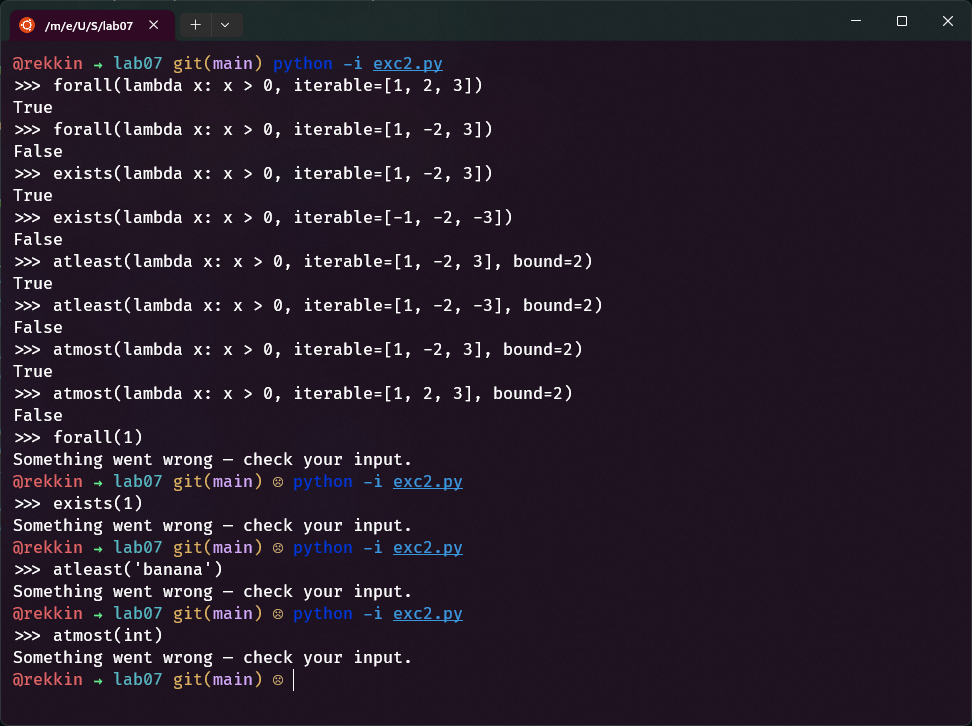 /m/e/U/S/lab07
@rekkin → lab07 git(main) python -i exc2.py
>>> forall(lambda x: x > 0, iterable=[1, 2, 3])
True
>>> forall(lambda x: x > 0, iterable=[1, -2, 3])
False
>>> exists(lambda x: x > 0, iterable=[1, -2, 3])
True
>>> exists(lambda x: x > 0, iterable=[-1, -2, -3])
False
>>> atleast(lambda x: x > 0, iterable=[1, -2, 3], bound=2)
True
>>> atleast(lambda x: x > 0, iterable=[1, -2, -3], bound=2)
False
>>> atmost(lambda x: x > 0, iterable=[1, -2, 3], bound=2)
True
>>> atmost(lambda x: x > 0, iterable=[1, 2, 3], bound=2)
False
>>> forall(1)
Something went wrong – check your input.
@rekkin → lab07 git(main) ☹ python -i exc2.py
>>> exists(1)
Something went wrong – check your input.
@rekkin → lab07 git(main) ☹ python -i exc2.py
>>> atleast('banana')
Something went wrong – check your input.
@rekkin → lab07 git(main) ☹ python -i exc2.py
>>> atmost(int)
Something went wrong – check your input.
@rekkin → lab07 git(main) ☹